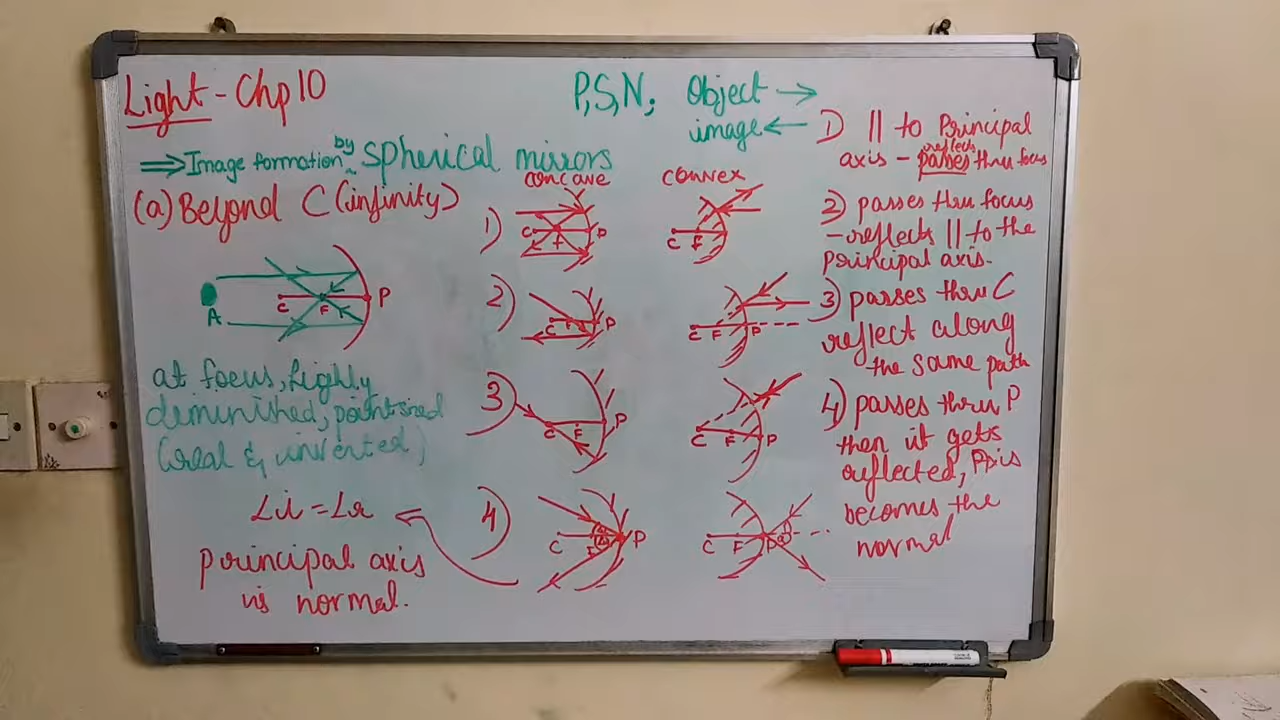 Light - Chp 10
P, S, N, Object →
image ←
⇒ Image formation by spherical mirrors
(a) Beyond C (infinity)
concave
convex
1)
C F P
C F
A
C F P
2)
C F P
C F P
3)
C F P
C F P
4)
C F P
C F P
at focus, highly
diminished, point sized
(real & inverted)
∠i = ∠r
principal axis
is normal.
1) || to Principal
axis - passes reflects thru focus
2) passes thru focus
- reflects || to the
principal axis.
3) passes thru C
reflect along
the same path
4) passes thru P
then it gets
reflected, Pxis
becomes the
normal